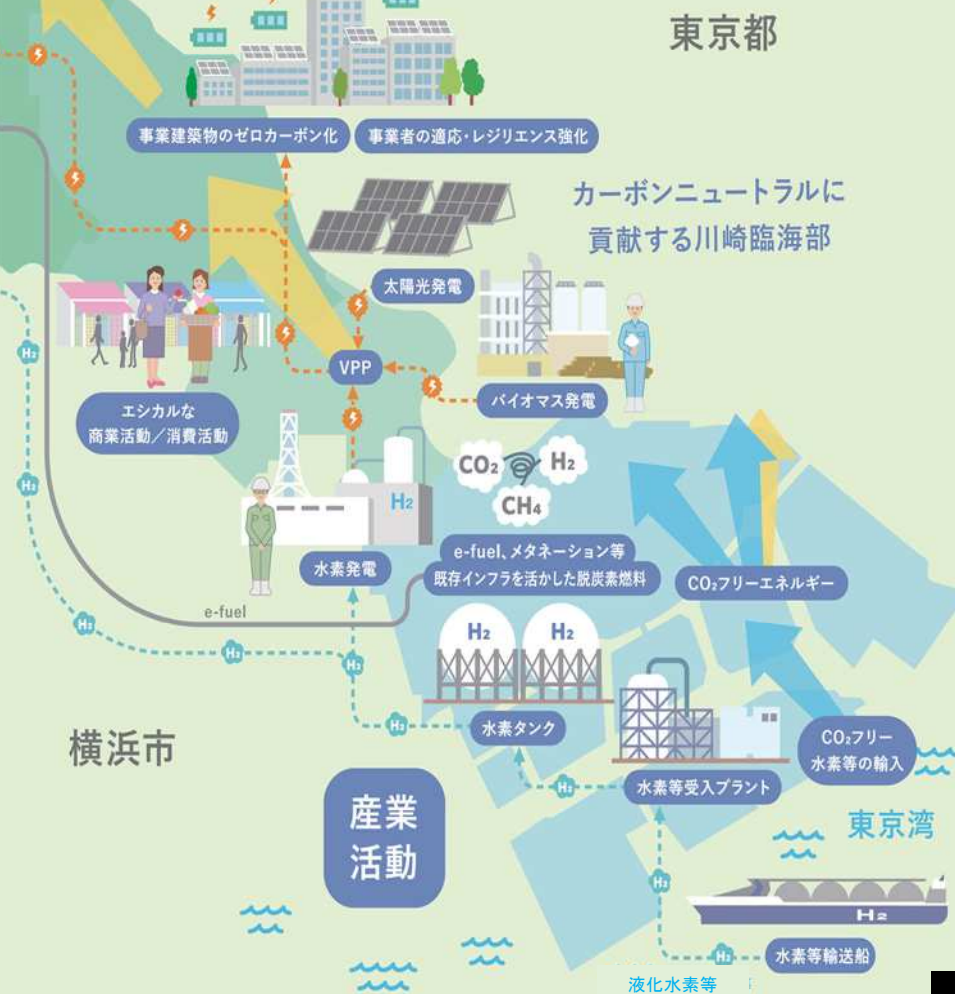 東京都
事業建築物のゼロカーボン化
事業者の適応・レジリエンス強化
カーボンニュートラルに
貢献する川崎臨海部
太陽光発電
H₂
VPP
バイオマス発電
エシカルな
商業活動／消費活動
CO₂
H₂
CH₄
H₂
H₂
e-fuel、メタネーション等
既存インフラを活かした脱炭素燃料
水素発電
CO₂フリーエネルギー
e-fuel
H₂
H₂
H₂
H₂
H₂
H₂
水素タンク
横浜市
CO₂フリー
水素等の輸入
H₂
水素等受入プラント
産業
活動
東京湾
H₂
H₂
H₂
水素等輸送船
液化水素等